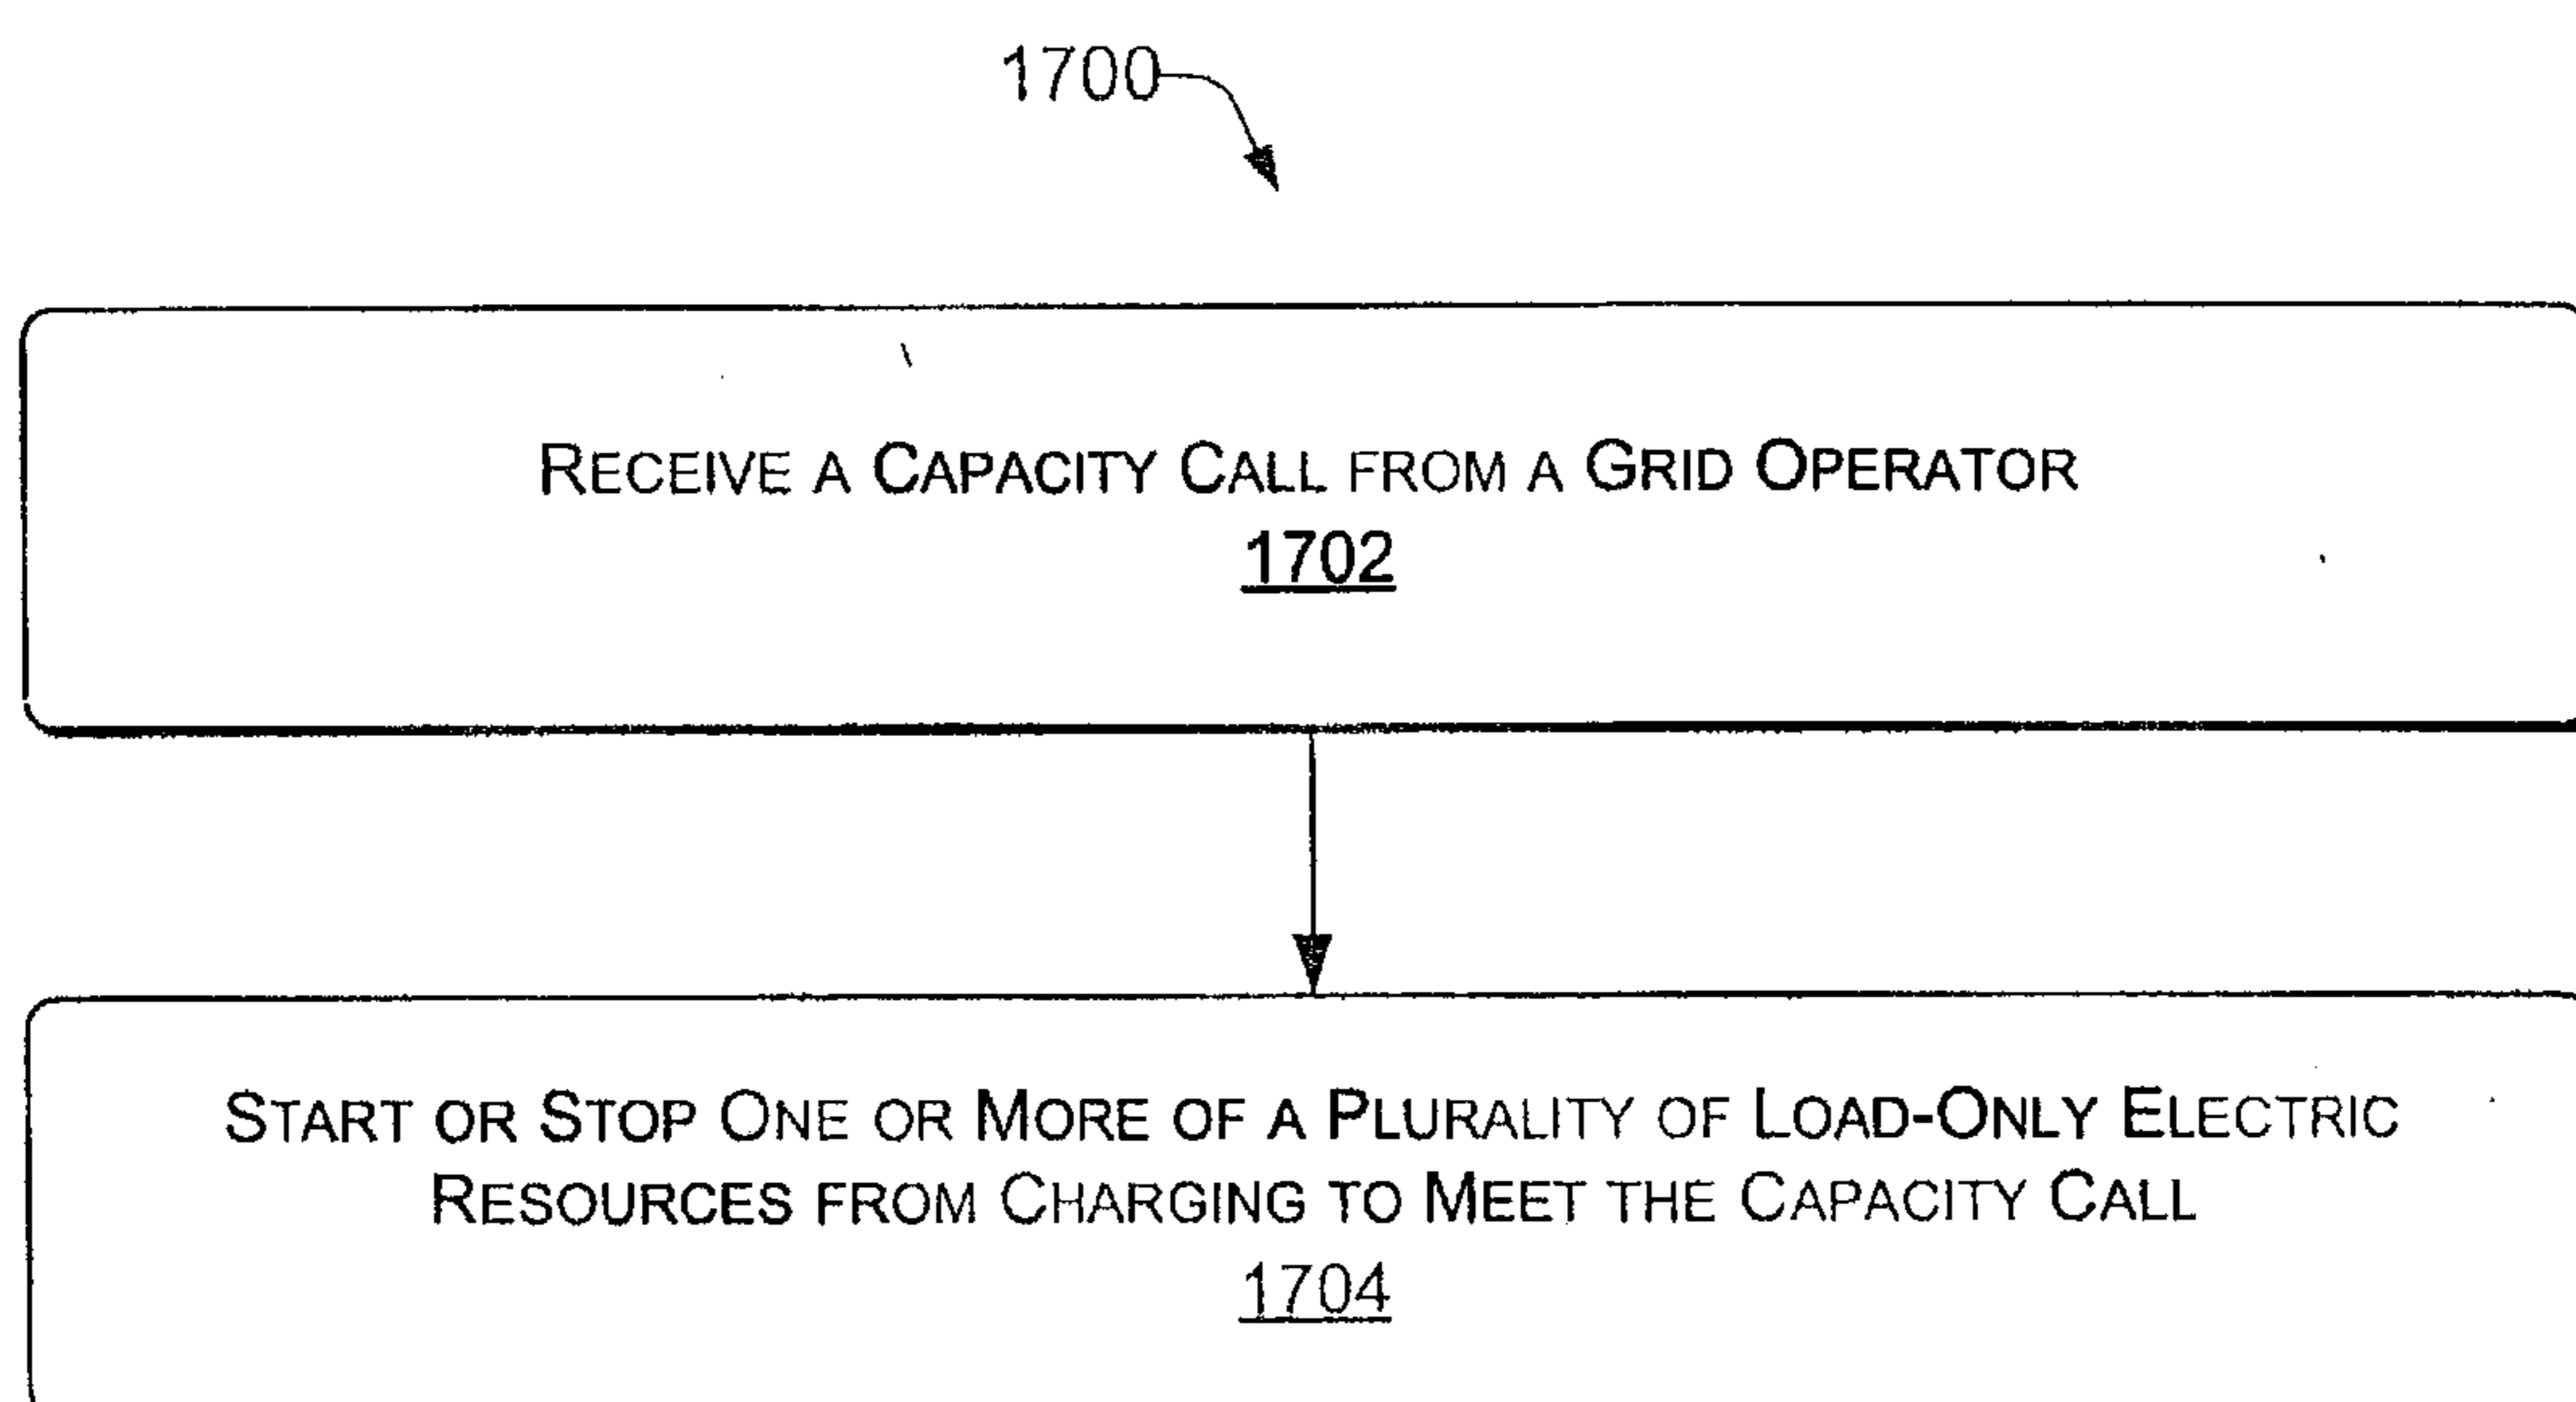 1700
RECEIVE A CAPACITY CALL FROM A GRID OPERATOR
1702
START OR STOP ONE OR MORE OF A PLURALITY OF LOAD-ONLY ELECTRIC
RESOURCES FROM CHARGING TO MEET THE CAPACITY CALL
1704